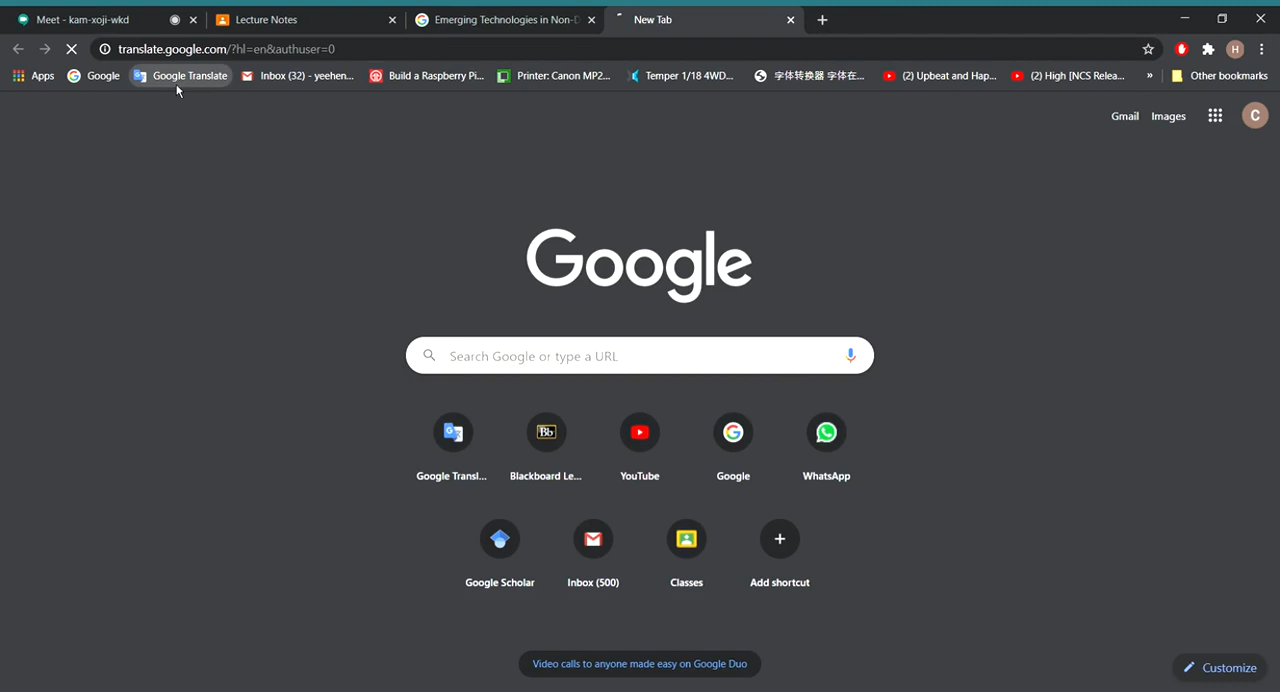 Meet - kam-xoji-wkd
Lecture Notes
Emerging Technologies in Non-D
New Tab
translate.google.com/?hl=en&authuser=0
H
Apps
Google
Google Translate
Inbox (32) - yeehen...
Build a Raspberry Pi...
Printer: Canon MP2...
Temper 1/18 4WD...
字体转换器 字体在...
(2) Upbeat and Hap...
(2) High [NCS Relea...
»
Other bookmarks
Gmail
Images
C
Google
Search Google or type a URL
Bb
Google Transl...
Blackboard Le...
YouTube
Google
WhatsApp
Google Scholar
Inbox (500)
Classes
Add shortcut
Video calls to anyone made easy on Google Duo
Customize